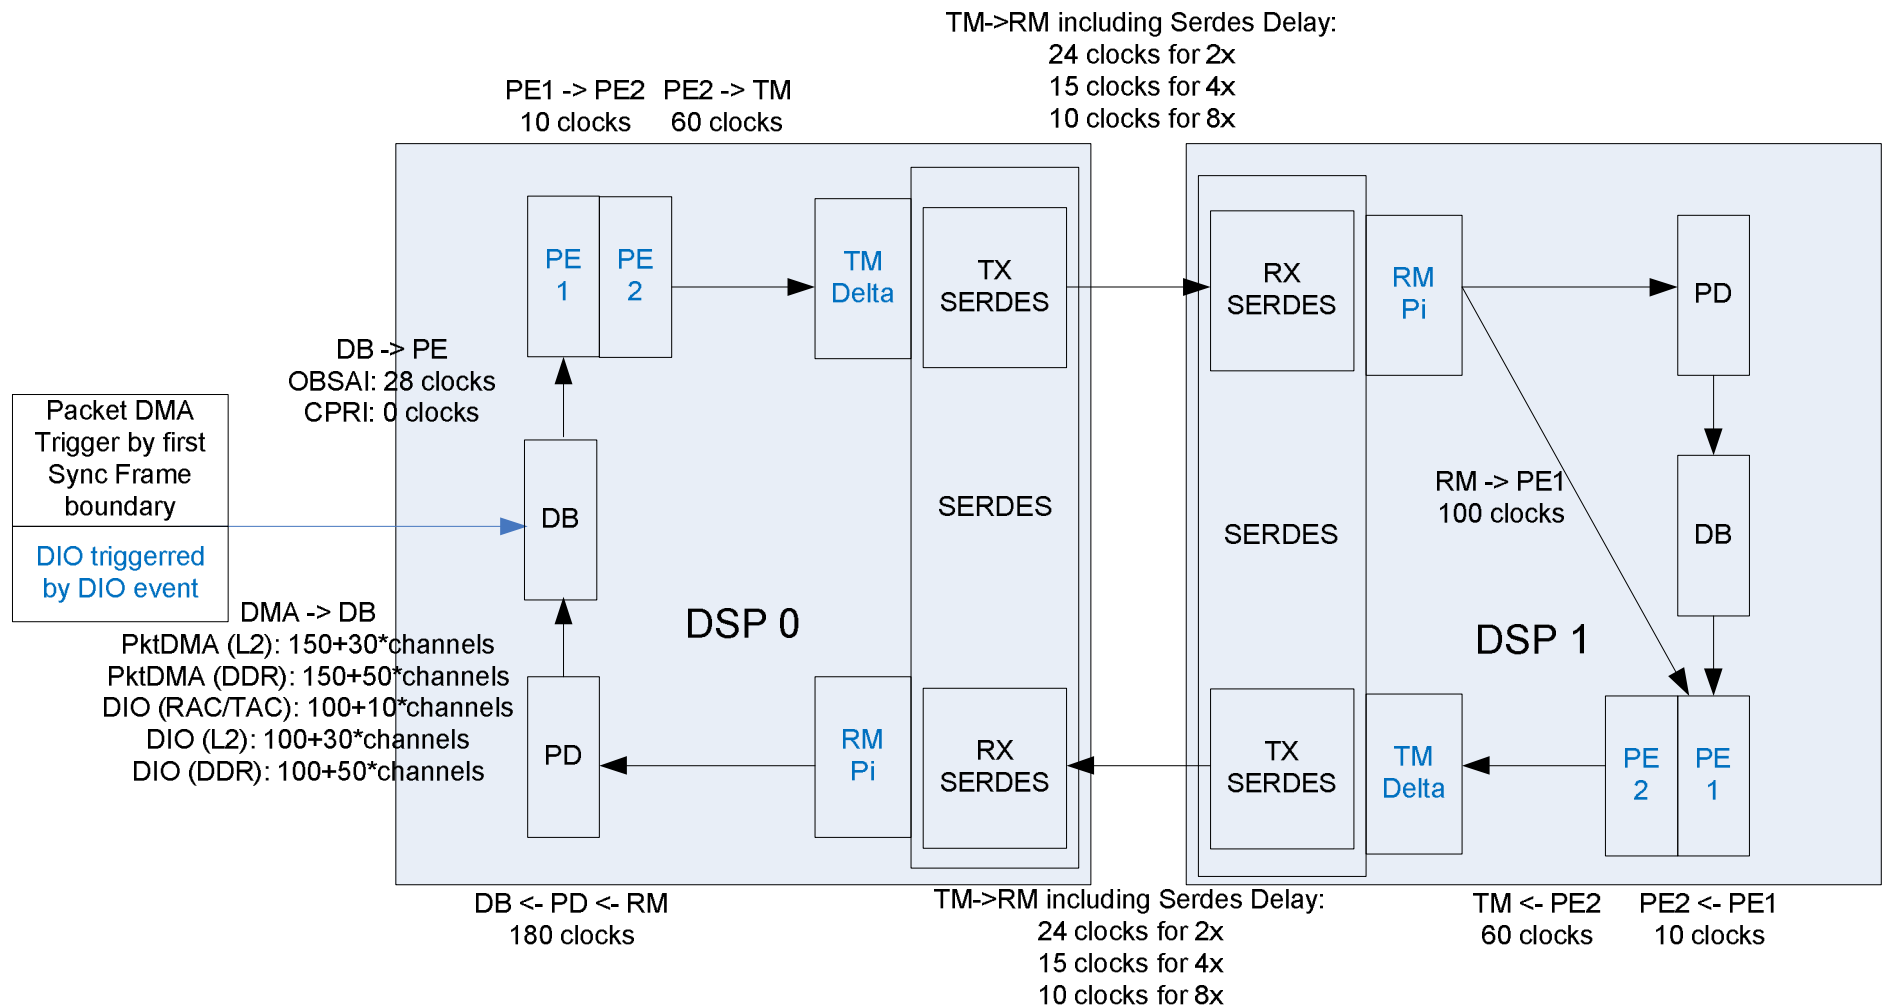 TM->RM including Serdes Delay:
24 clocks for 2x
15 clocks for 4x
10 clocks for 8x
PE1 -> PE2
10 clocks
PE2 -> TM
60 clocks
PE
1
PE
2
TM
Delta
TX
SERDES
RX
SERDES
RM
Pi
PD
DB -> PE
OBSAI: 28 clocks
CPRI: 0 clocks
Packet DMA
Trigger by first
Sync Frame
boundary
DIO triggerred
by DIO event
DB
SERDES
SERDES
RM -> PE1
100 clocks
DB
DMA -> DB
PktDMA (L2): 150+30*channels
PktDMA (DDR): 150+50*channels
DIO (RAC/TAC): 100+10*channels
DIO (L2): 100+30*channels
DIO (DDR): 100+50*channels
DSP 0
DSP 1
PD
RM
Pi
RX
SERDES
TX
SERDES
TM
Delta
PE
2
PE
1
DB <- PD <- RM
180 clocks
TM->RM including Serdes Delay:
24 clocks for 2x
15 clocks for 4x
10 clocks for 8x
TM <- PE2
60 clocks
PE2 <- PE1
10 clocks